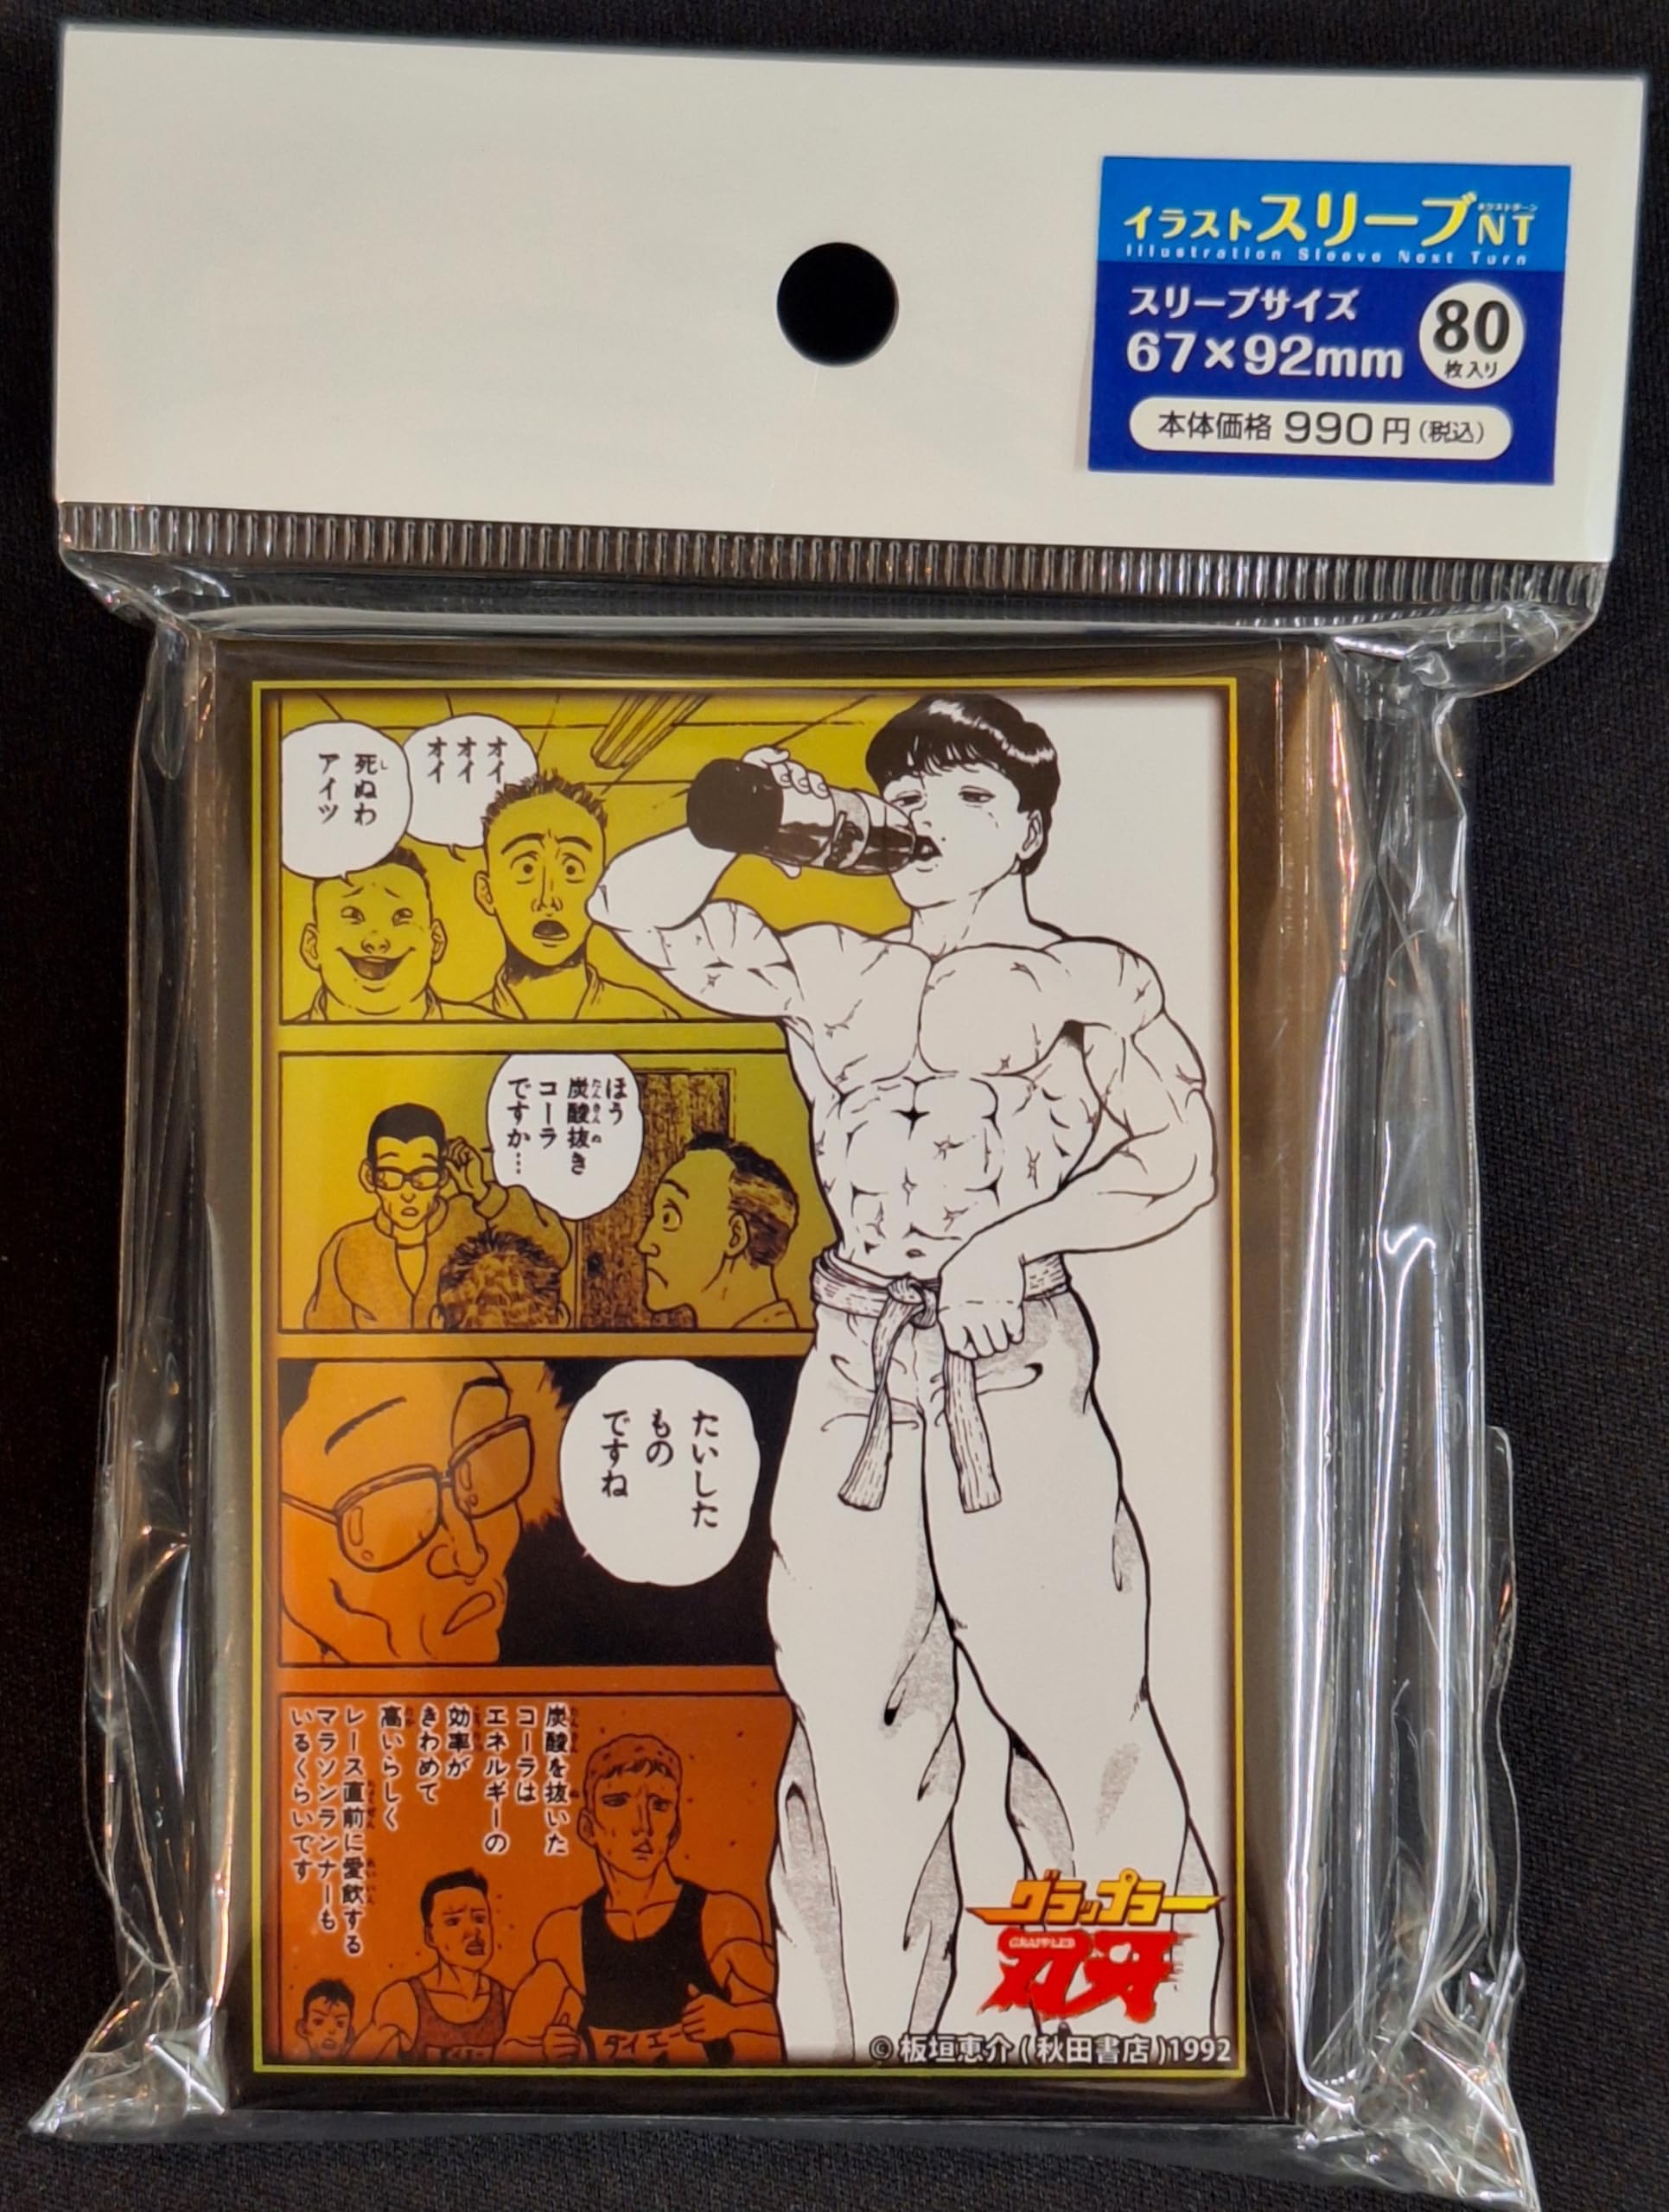 イラストスリーブNT
ネクストターン
Illustration Sleeve Next Turn
スリーブサイズ
67×92mm
80
枚入り
本体価格 990円(税込)
オイ
オイ
オイ
死ぬわ
アイツ
ほう
炭酸抜き
コーラ
ですか…
たいした
もの
ですね
炭酸を抜いた
コーラは
エネルギーの
効率が
きわめて
高いらしく
レース直前に愛飲する
マラソンランナーも
いるくらいです
ダイエー
グラップラー
GRAPPLER
刃牙
©板垣恵介(秋田書店)1992